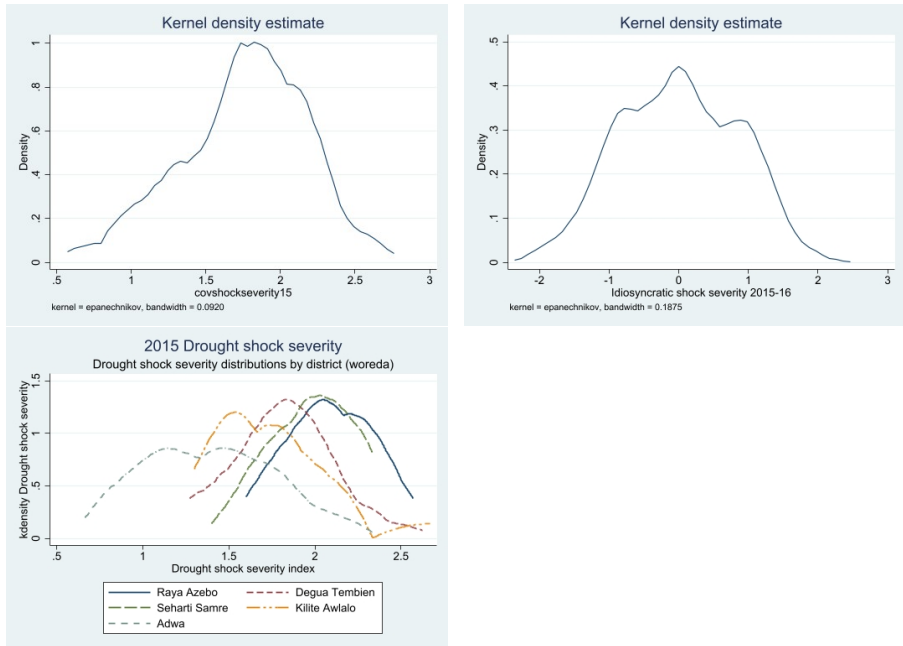 Kernel density estimate
1
.8
.6
.4
.2
0
Density
.5
1
1.5
2
2.5
3
covshockseverity15
kernel = epanechnikov, bandwidth = 0.0920
Kernel density estimate
.5
.4
.3
.2
.1
0
Density
-2
-1
0
1
2
3
Idiosyncratic shock severity 2015-16
kernel = epanechnikov, bandwidth = 0.1875
2015 Drought shock severity
Drought shock severity distributions by district (woreda)
1.5
1
.5
0
kdensity Drought shock severity
.5
1
1.5
2
2.5
Drought shock severity index
Raya Azebo
Degua Tembien
Seharti Samre
Kilite Awlalo
Adwa